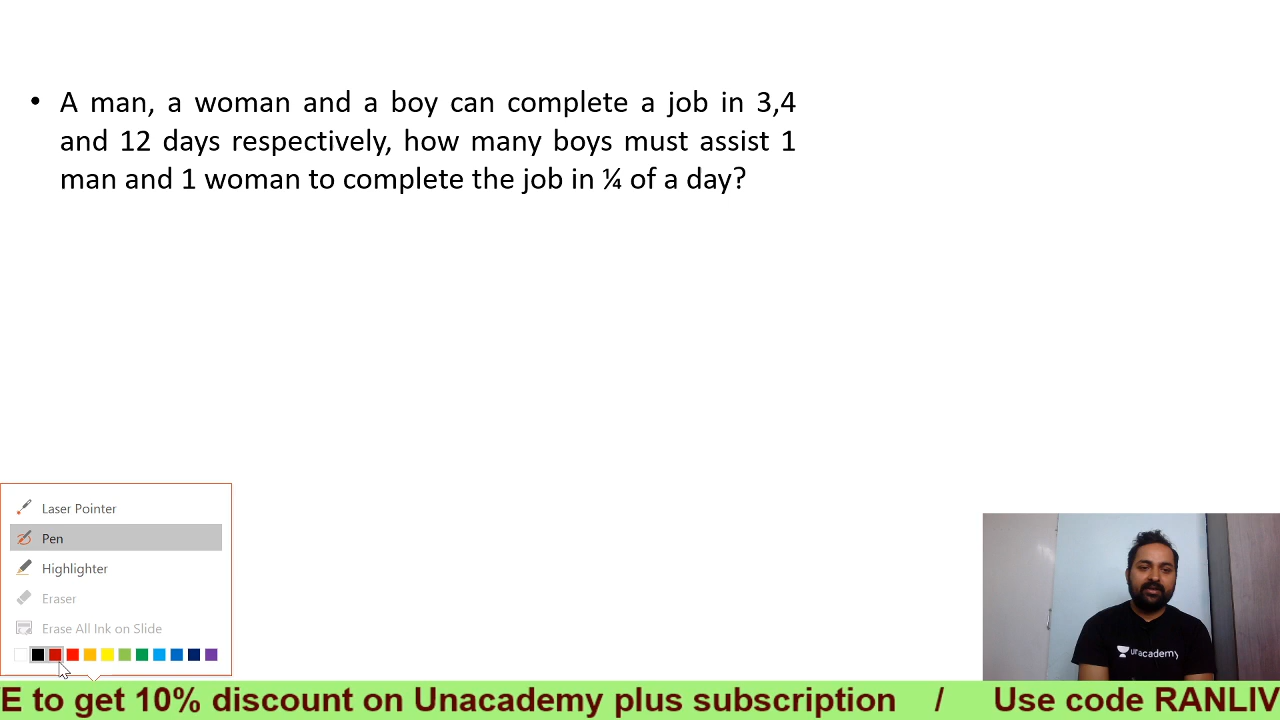 • A man, a woman and a boy can complete a job in 3,4
and 12 days respectively, how many boys must assist 1
man and 1 woman to complete the job in ¼ of a day?
Laser Pointer
Pen
Highlighter
Eraser
Erase All Ink on Slide
unacademy
E to get 10% discount on Unacademy plus subscription / Use code RANLIV